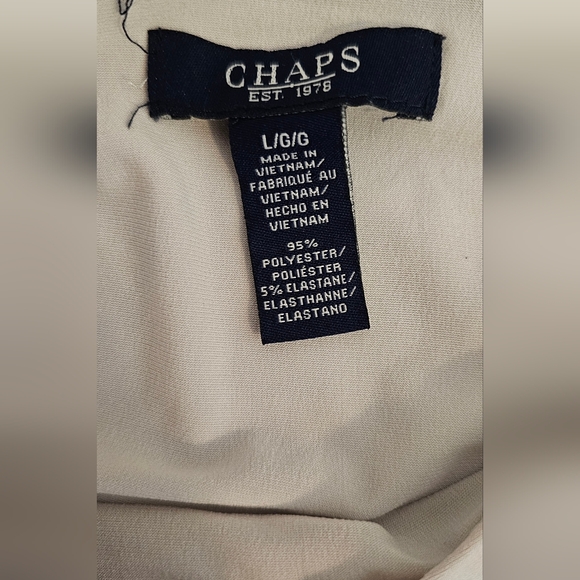 CHAPS
EST. 1978
L/G/G
MADE IN
VIETNAM/
FABRIQUÉ AU
VIETNAM/
HECHO EN
VIETNAM
95%
POLYESTER/
POLIÉSTER
5% ELASTANE/
ELASTHANNE/
ELASTANO